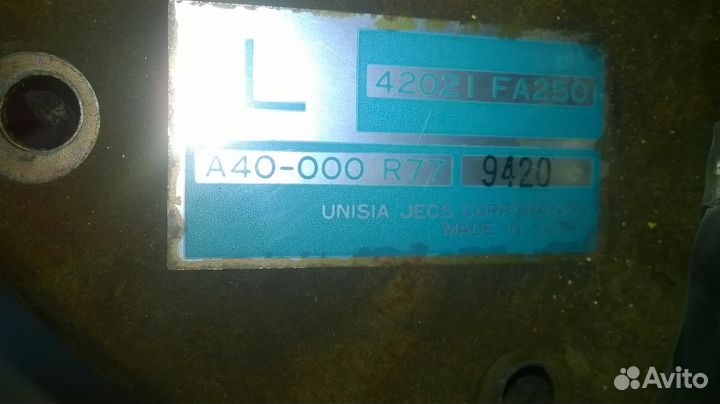 L
42021 FA250
A40-000 R77 9420
UNISIA JECS CORPORATION
MADE IN JAPAN
Avito